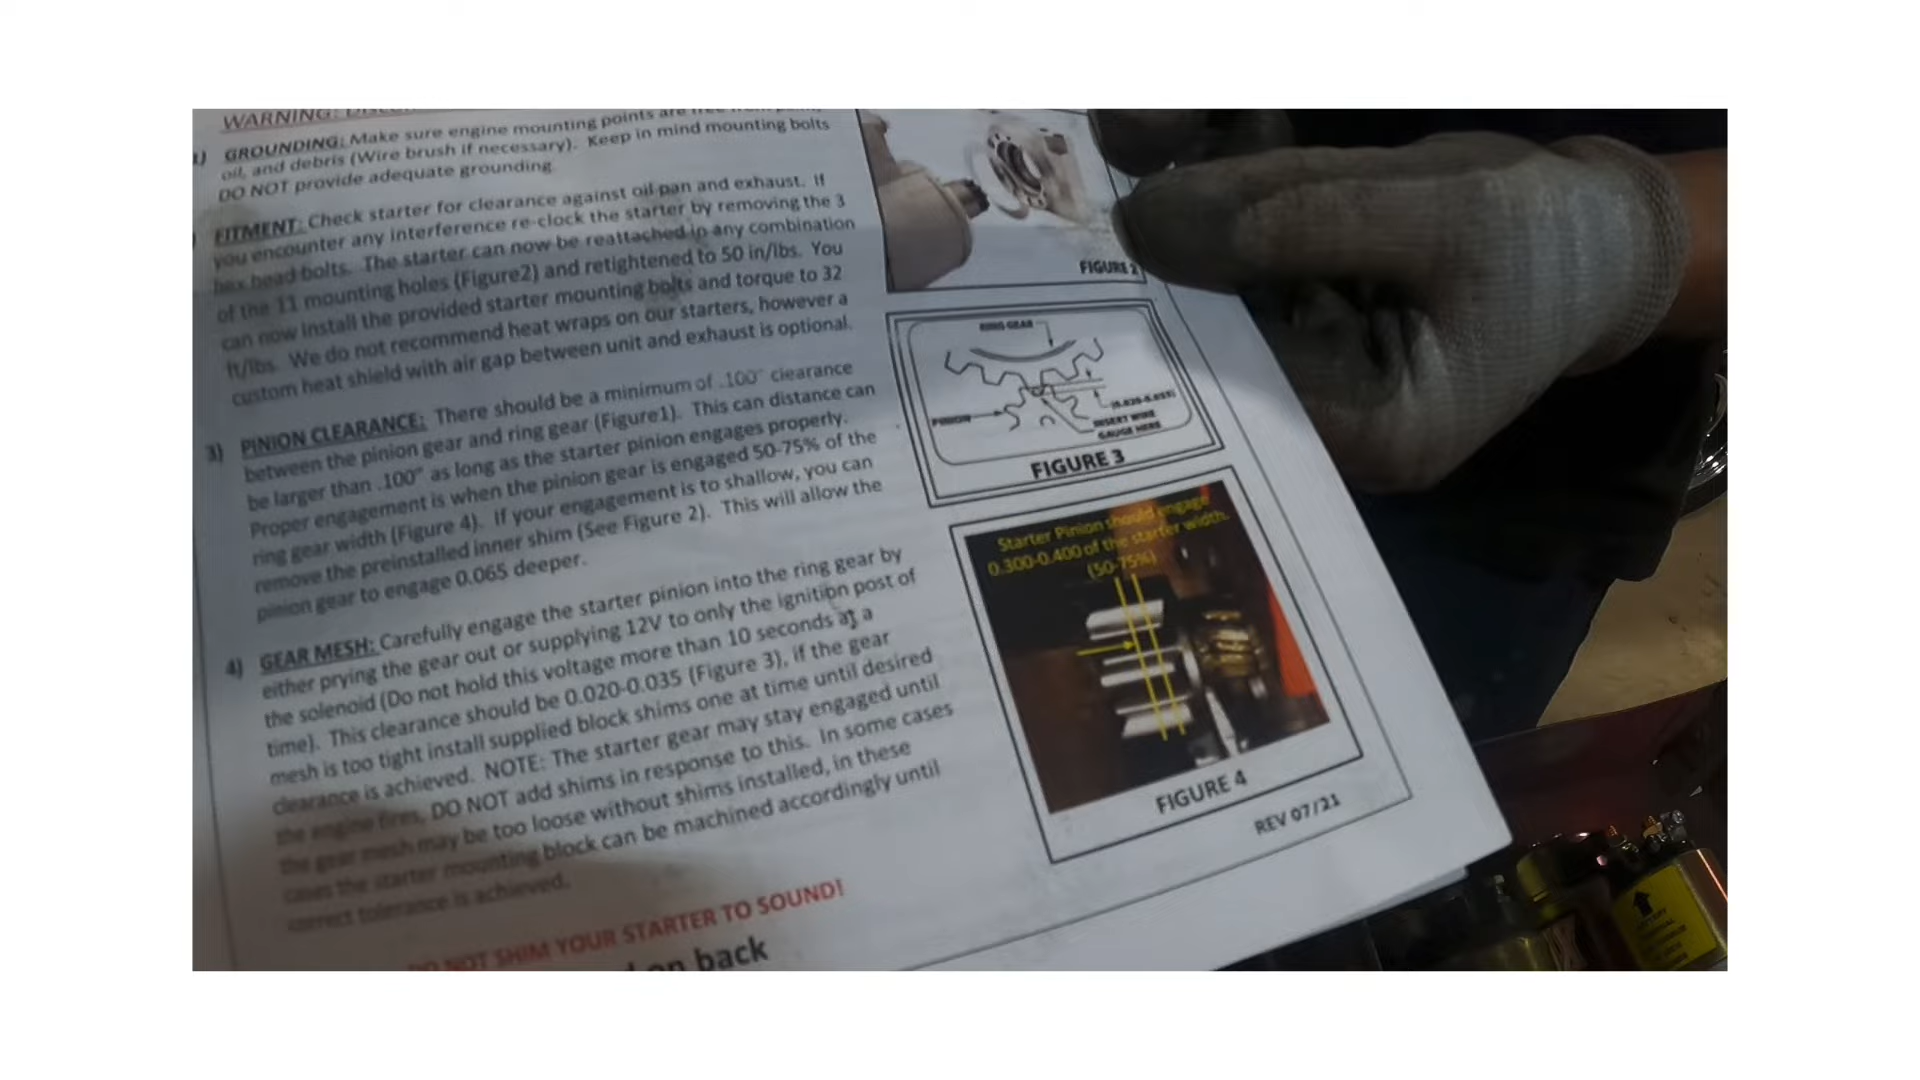 WARNING:
1) GROUNDING: Make sure engine mounting points are free from
oil, and debris (Wire brush if necessary). Keep in mind mounting bolts
DO NOT provide adequate grounding.
FITMENT: Check starter for clearance against oil pan and exhaust. If
you encounter any interference re-clock the starter by removing the 3
hex head bolts. The starter can now be reattached in any combination
of the 11 mounting holes (Figure2) and retightened to 50 in/lbs. You
can now install the provided starter mounting bolts and torque to 32
ft/lbs. We do not recommend heat wraps on our starters, however a
custom heat shield with air gap between unit and exhaust is optional.
3) PINION CLEARANCE: There should be a minimum of .100" clearance
between the pinion gear and ring gear (Figure1). This can distance can
be larger than .100" as long as the starter pinion engages properly.
Proper engagement is when the pinion gear is engaged 50-75% of the
ring gear width (Figure 4). If your engagement is to shallow, you can
remove the preinstalled inner shim (See Figure 2). This will allow the
pinion gear to engage 0.065 deeper.
4) GEAR MESH: Carefully engage the starter pinion into the ring gear by
either prying the gear out or supplying 12V to only the ignition post of
the solenoid (Do not hold this voltage more than 10 seconds at a
time). This clearance should be 0.020-0.035 (Figure 3), if the gear
mesh is too tight install supplied block shims one at time until desired
clearance is achieved. NOTE: The starter gear may stay engaged until
the engine fires, DO NOT add shims in response to this. In some cases
the gear mesh may be too loose without shims installed, in these
cases the starter mounting block can be machined accordingly until
correct tolerance is achieved.
DO NOT SHIM YOUR STARTER TO SOUND!
on back
FIGURE 2
RING GEAR
PINION
(0.020-0.035)
INSERT WIRE
GAUGE HERE
FIGURE 3
Starter Pinion should engage
0.300-0.400 of the starter width.
(50-75%)
FIGURE 4
REV 07/21